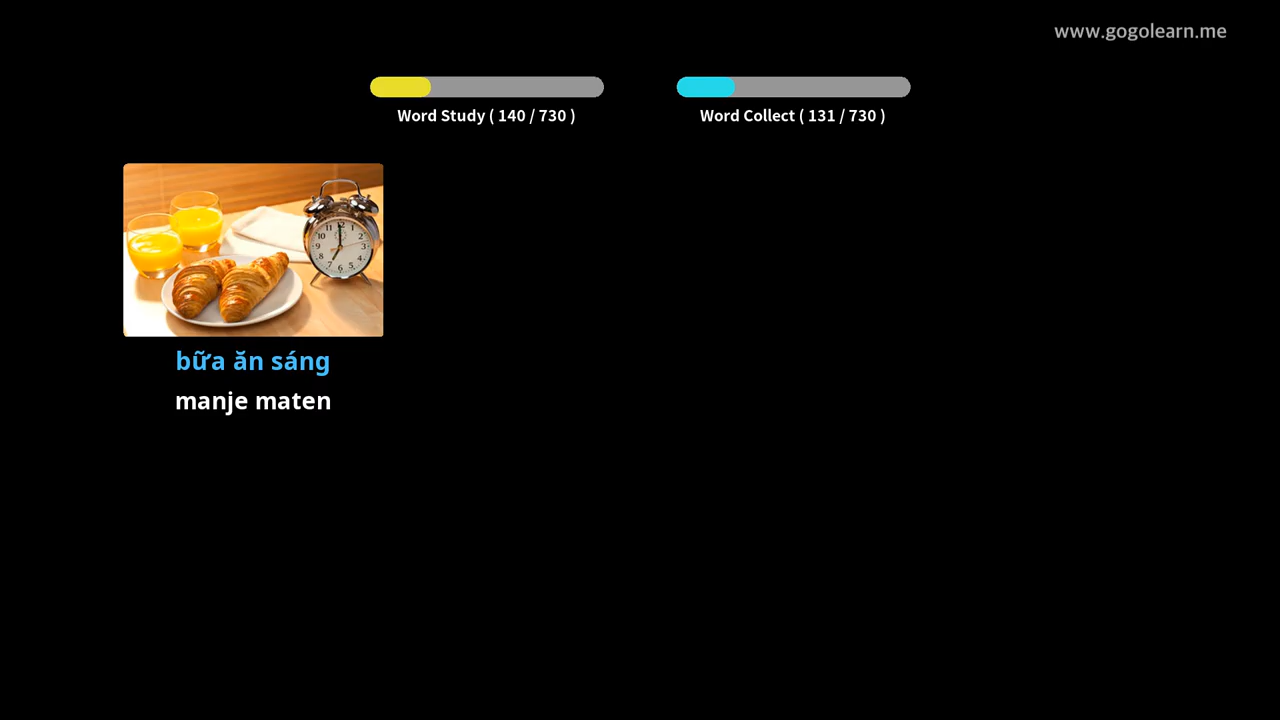 www.gogolearn.me
Word Study ( 140 / 730 )
Word Collect ( 131 / 730 )
bữa ăn sáng
manje maten